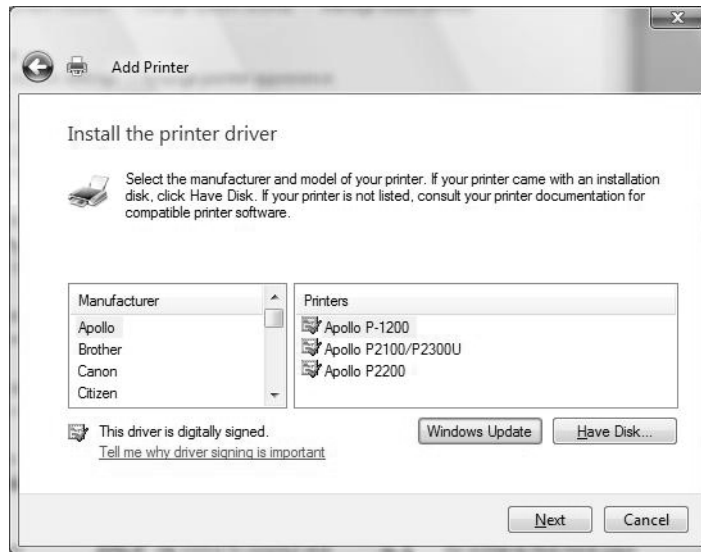 X
Add Printer
Install the printer driver
Select the manufacturer and model of your printer. If your printer came with an installation
disk, click Have Disk. If your printer is not listed, consult your printer documentation for
compatible printer software.
Manufacturer
Apollo
Brother
Canon
Citizen
Printers
Apollo P-1200
Apollo P2100/P2300U
Apollo P2200
This driver is digitally signed.
Tell me why driver signing is important
Windows Update
Have Disk...
Next
Cancel